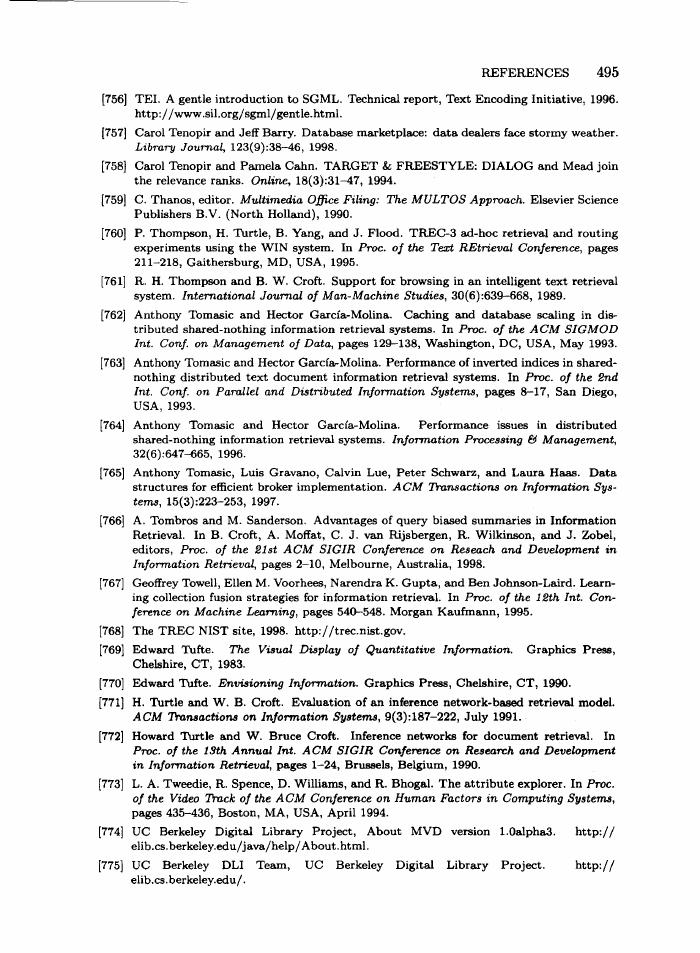 REFERENCES 495
[756] TEI. A gentle introduction to SGML. Technical report, Text Encoding Initiative, 1996.
http://www.sil.org/sgml/gentle.html.
[757] Carol Tenopir and Jeff Barry. Database marketplace: data dealers face stormy weather.
Library Journal, 123(9):38–46, 1998.
[758] Carol Tenopir and Pamela Cahn. TARGET & FREESTYLE: DIALOG and Mead join
the relevance ranks. Online, 18(3):31–47, 1994.
[759] C. Thanos, editor. Multimedia Office Filing: The MULTOS Approach. Elsevier Science
Publishers B.V. (North Holland), 1990.
[760] P. Thompson, H. Turtle, B. Yang, and J. Flood. TREC-3 ad-hoc retrieval and routing
experiments using the WIN system. In Proc. of the Text REtrieval Conference, pages
211–218, Gaithersburg, MD, USA, 1995.
[761] R. H. Thompson and B. W. Croft. Support for browsing in an intelligent text retrieval
system. International Journal of Man-Machine Studies, 30(6):639–668, 1989.
[762] Anthony Tomasic and Hector García-Molina. Caching and database scaling in dis-
tributed shared-nothing information retrieval systems. In Proc. of the ACM SIGMOD
Int. Conf. on Management of Data, pages 129–138, Washington, DC, USA, May 1993.
[763] Anthony Tomasic and Hector García-Molina. Performance of inverted indices in shared-
nothing distributed text document information retrieval systems. In Proc. of the 2nd
Int. Conf. on Parallel and Distributed Information Systems, pages 8–17, San Diego,
USA, 1993.
[764] Anthony Tomasic and Hector García-Molina. Performance issues in distributed
shared-nothing information retrieval systems. Information Processing & Management,
32(6):647–665, 1996.
[765] Anthony Tomasic, Luis Gravano, Calvin Lue, Peter Schwarz, and Laura Haas. Data
structures for efficient broker implementation. ACM Transactions on Information Sys-
tems, 15(3):223–253, 1997.
[766] A. Tombros and M. Sanderson. Advantages of query biased summaries in Information
Retrieval. In B. Croft, A. Moffat, C. J. van Rijsbergen, R. Wilkinson, and J. Zobel,
editors, Proc. of the 21st ACM SIGIR Conference on Reseach and Development in
Information Retrieval, pages 2–10, Melbourne, Australia, 1998.
[767] Geoffrey Towell, Ellen M. Voorhees, Narendra K. Gupta, and Ben Johnson-Laird. Learn-
ing collection fusion strategies for information retrieval. In Proc. of the 12th Int. Con-
ference on Machine Learning, pages 540–548. Morgan Kaufmann, 1995.
[768] The TREC NIST site, 1998. http://trec.nist.gov.
[769] Edward Tufte. The Visual Display of Quantitative Information. Graphics Press,
Chelshire, CT, 1983.
[770] Edward Tufte. Envisioning Information. Graphics Press, Chelshire, CT, 1990.
[771] H. Turtle and W. B. Croft. Evaluation of an inference network-based retrieval model.
ACM Transactions on Information Systems, 9(3):187–222, July 1991.
[772] Howard Turtle and W. Bruce Croft. Inference networks for document retrieval. In
Proc. of the 13th Annual Int. ACM SIGIR Conference on Research and Development
in Information Retrieval, pages 1–24, Brussels, Belgium, 1990.
[773] L. A. Tweedie, R. Spence, D. Williams, and R. Bhogal. The attribute explorer. In Proc.
of the Video Track of the ACM Conference on Human Factors in Computing Systems,
pages 435–436, Boston, MA, USA, April 1994.
[774] UC Berkeley Digital Library Project, About MVD version 1.0alpha3. http://
elib.cs.berkeley.edu/java/help/About.html.
[775] UC Berkeley DLI Team, UC Berkeley Digital Library Project. http://
elib.cs.berkeley.edu/.